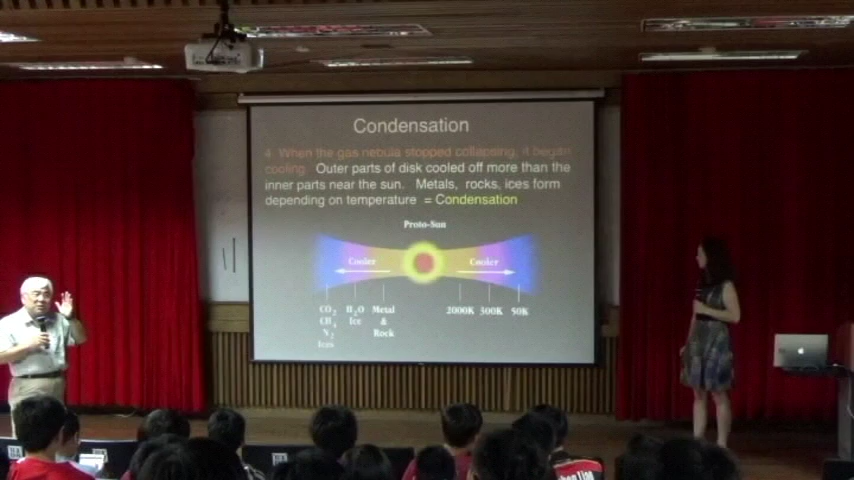 Condensation
4. When the gas nebula stopped collapsing, it began
cooling. Outer parts of disk cooled off more than the
inner parts near the sun. Metals, rocks, ices form
depending on temperature = Condensation
Proto-Sun
Cooler Cooler
CO2 H2O Metal 2000K 300K 50K
CH4 Ice &
N2 Rock
Ices